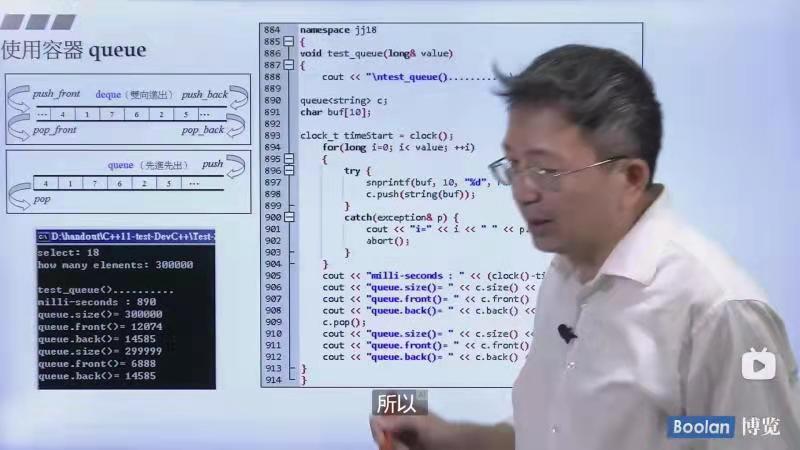 使用容器 queue
push_front deque (雙向進出) push_back
... 4 1 7 6 2 5 ...
pop_front pop_back
queue (先進先出) push
4 1 7 6 2 5 ...
pop
D:\handout\C++11-test-DevC++\Test-
select: 18
how many elements: 300000
test_queue()..........
milli-seconds : 890
queue.size()= 300000
queue.front()= 12074
queue.back()= 14585
queue.size()= 299999
queue.front()= 6888
queue.back()= 14585
884 namespace jj18
885 {
886 void test_queue(long& value)
887 {
888 cout << "\ntest_queue()..........
889
890 queue<string> c;
891 char buf[10];
892
893 clock_t timeStart = clock();
894 for(long i=0; i< value; ++i)
895 {
896 try {
897 snprintf(buf, 10, "%d",
898 c.push(string(buf));
899 }
900 catch(exception& p) {
901 cout << "i=" << i << " " << p.
902 abort();
903 }
904 }
905 cout << "milli-seconds : " << (clock()-ti
906 cout << "queue.size()= " << c.size() <<
907 cout << "queue.front()= " << c.front() <
908 cout << "queue.back()= " << c.back() <<
909 c.pop();
910 cout << "queue.size()= " << c.size() <<
911 cout << "queue.front()= " << c.front() <
912 cout << "queue.back()= " << c.back() <<
913 }
914 }
所以
Boolan 博览